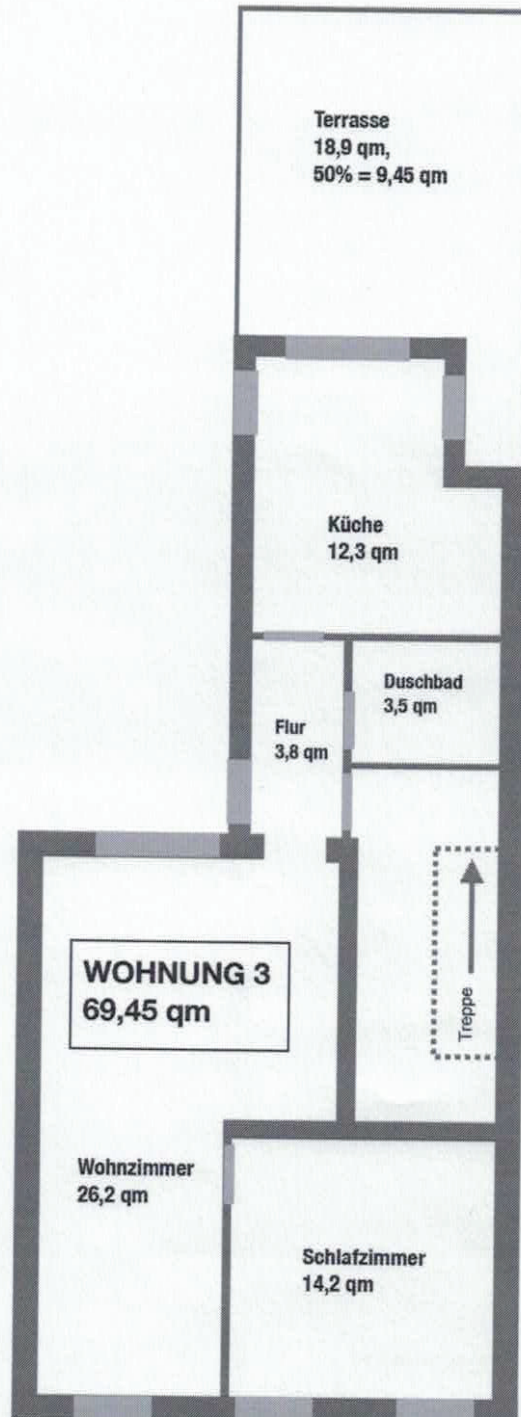 Terrasse
18,9 qm,
50% = 9,45 qm
Küche
12,3 qm
Duschbad
3,5 qm
Flur
3,8 qm
WOHNUNG 3
69,45 qm
Treppe
Wohnzimmer
26,2 qm
Schlafzimmer
14,2 qm